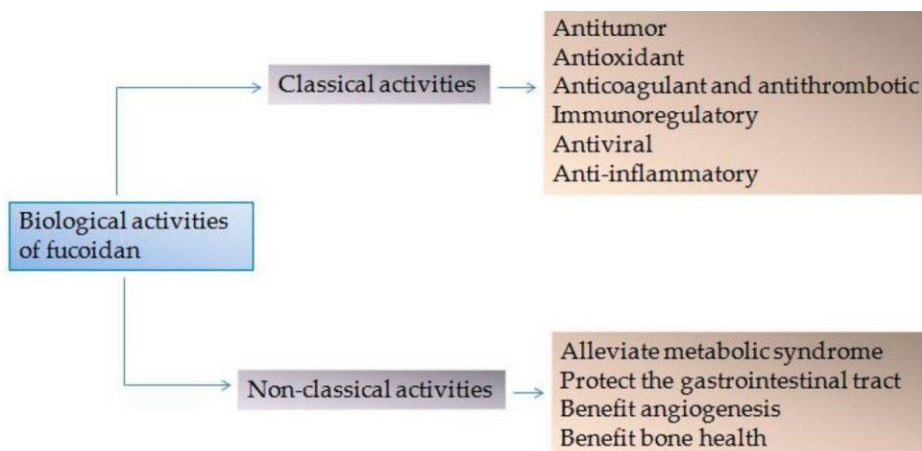 Antitumor
Antioxidant
Anticoagulant and antithrombotic
Immunoregulatory
Antiviral
Anti-inflammatory
Classical activities
Biological activities
of fucoidan
Non-classical activities
Alleviate metabolic syndrome
Protect the gastrointestinal tract
Benefit angiogenesis
Benefit bone health